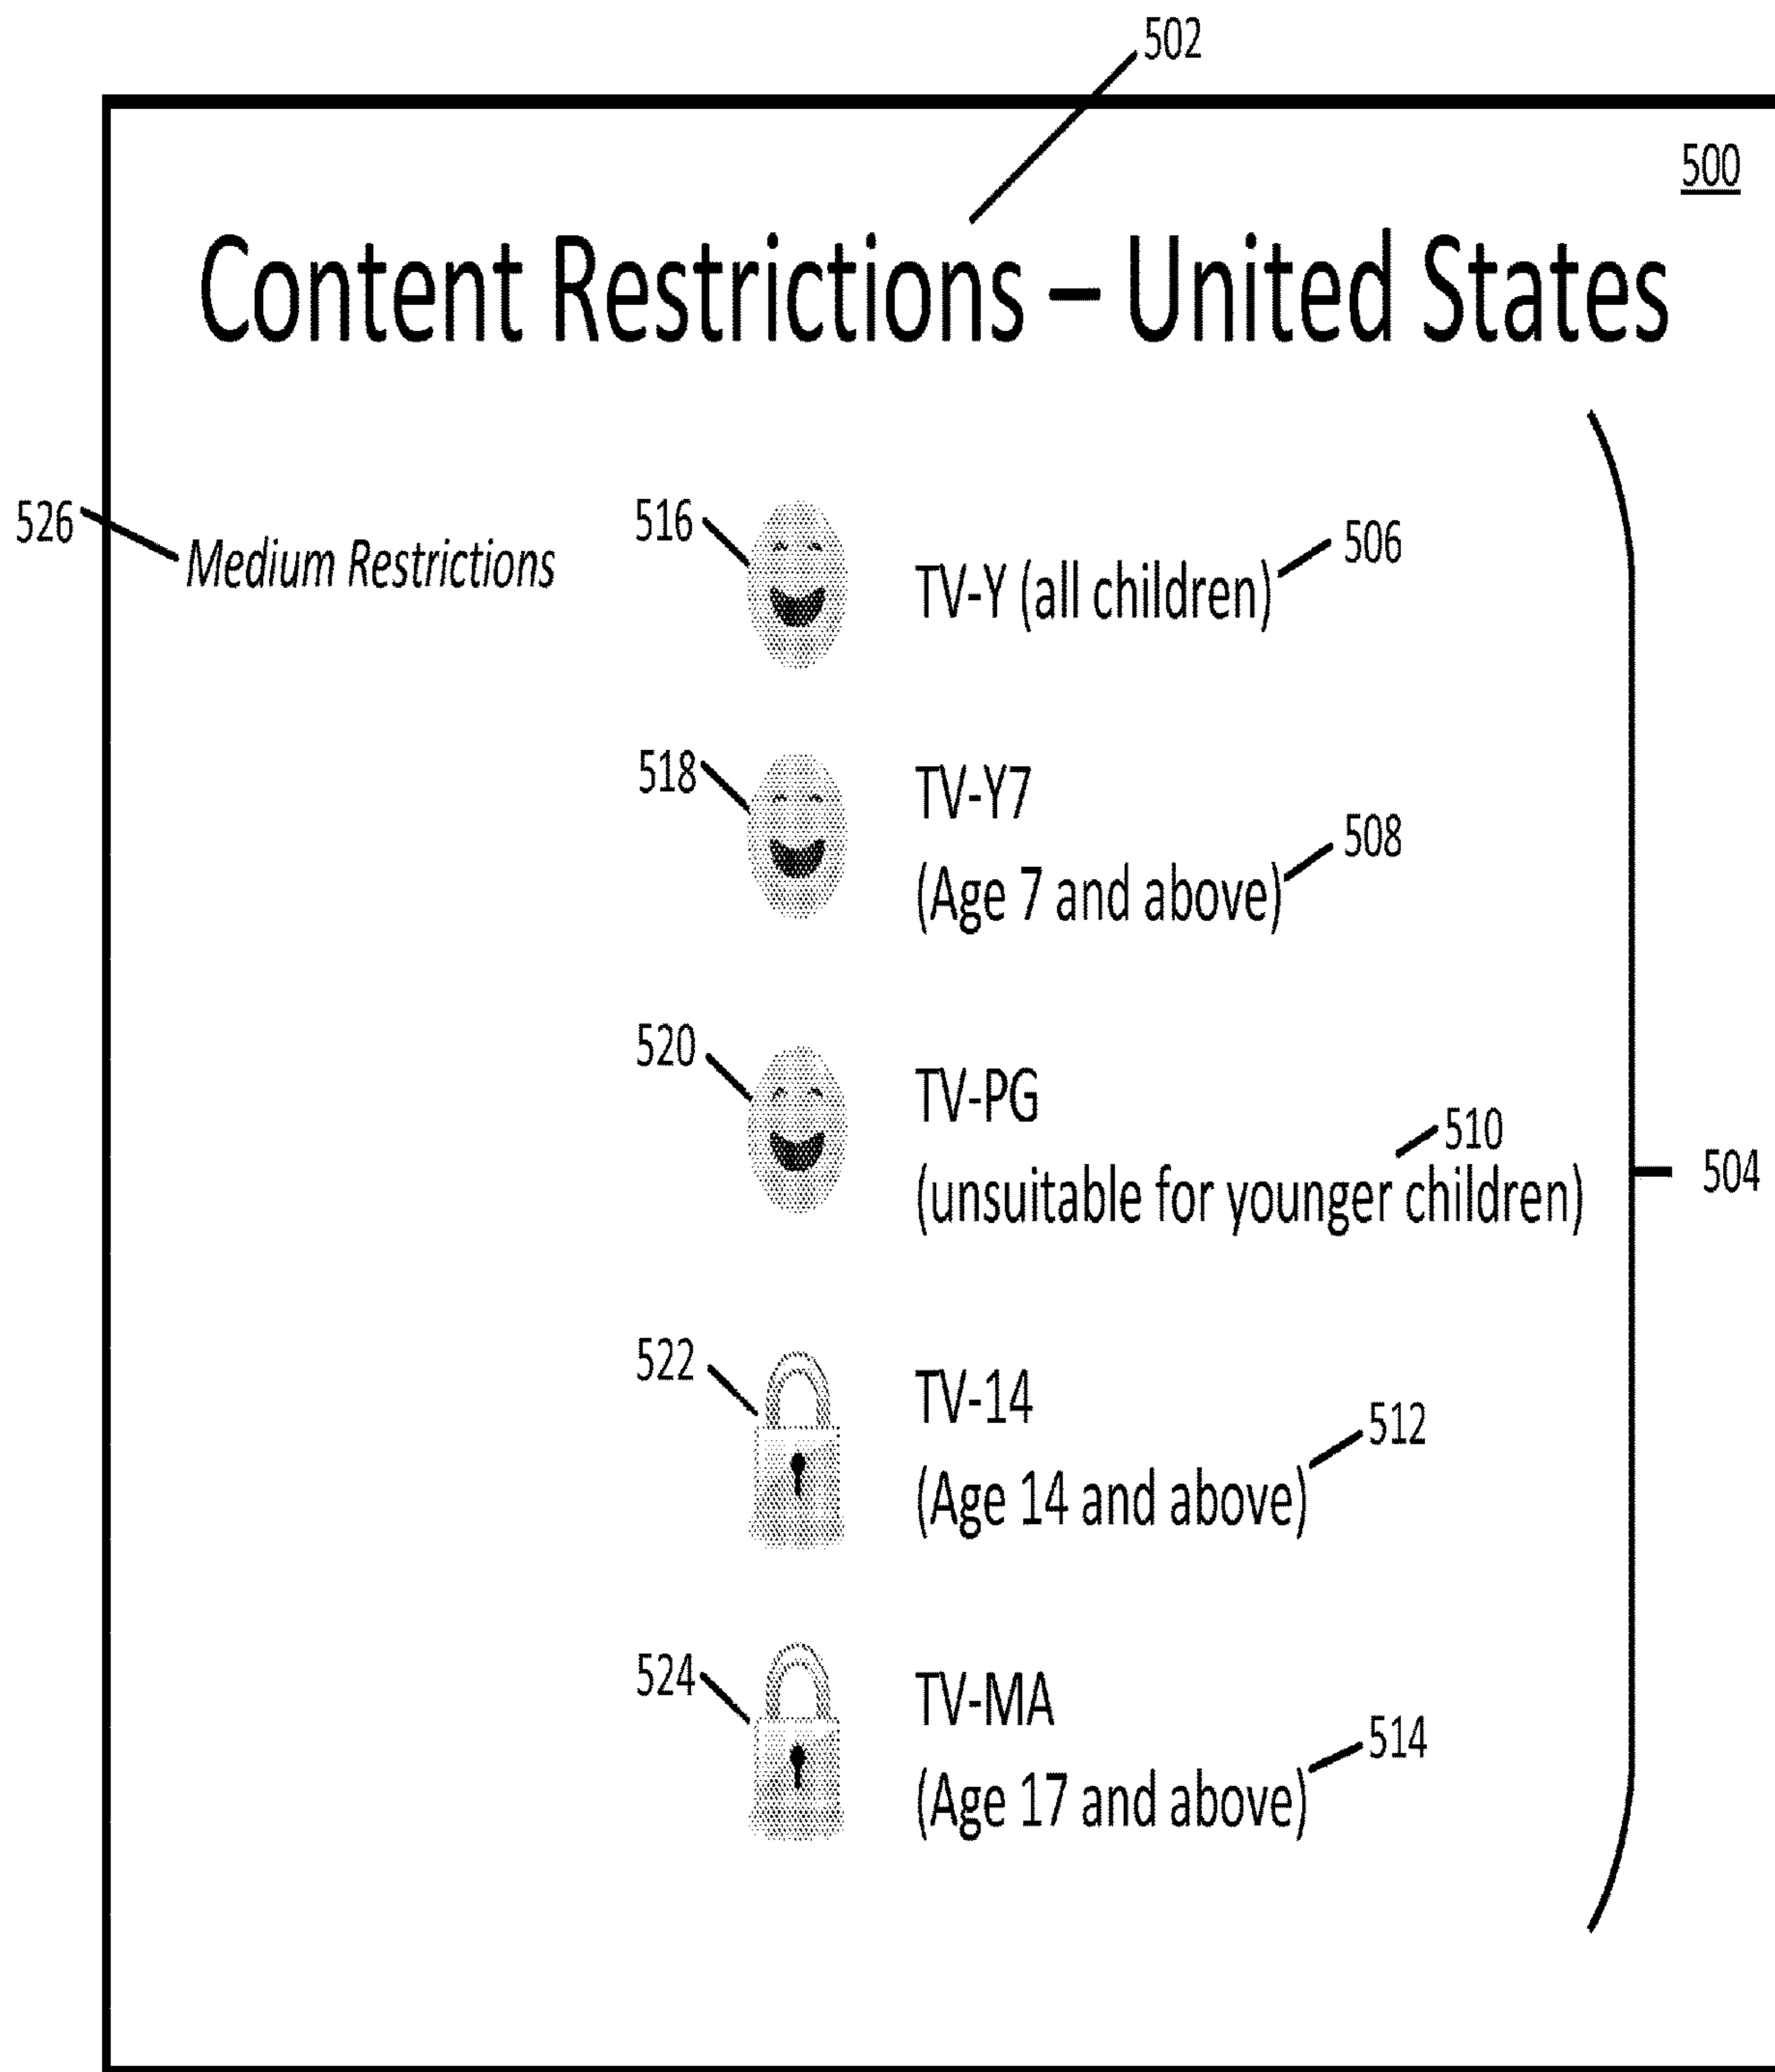 502
500
Content Restrictions – United States
526
Medium Restrictions
516
TV-Y (all children)
506
518
TV-Y7
(Age 7 and above)
508
520
TV-PG
(unsuitable for younger children)
510
504
522
TV-14
(Age 14 and above)
512
524
TV-MA
(Age 17 and above)
514